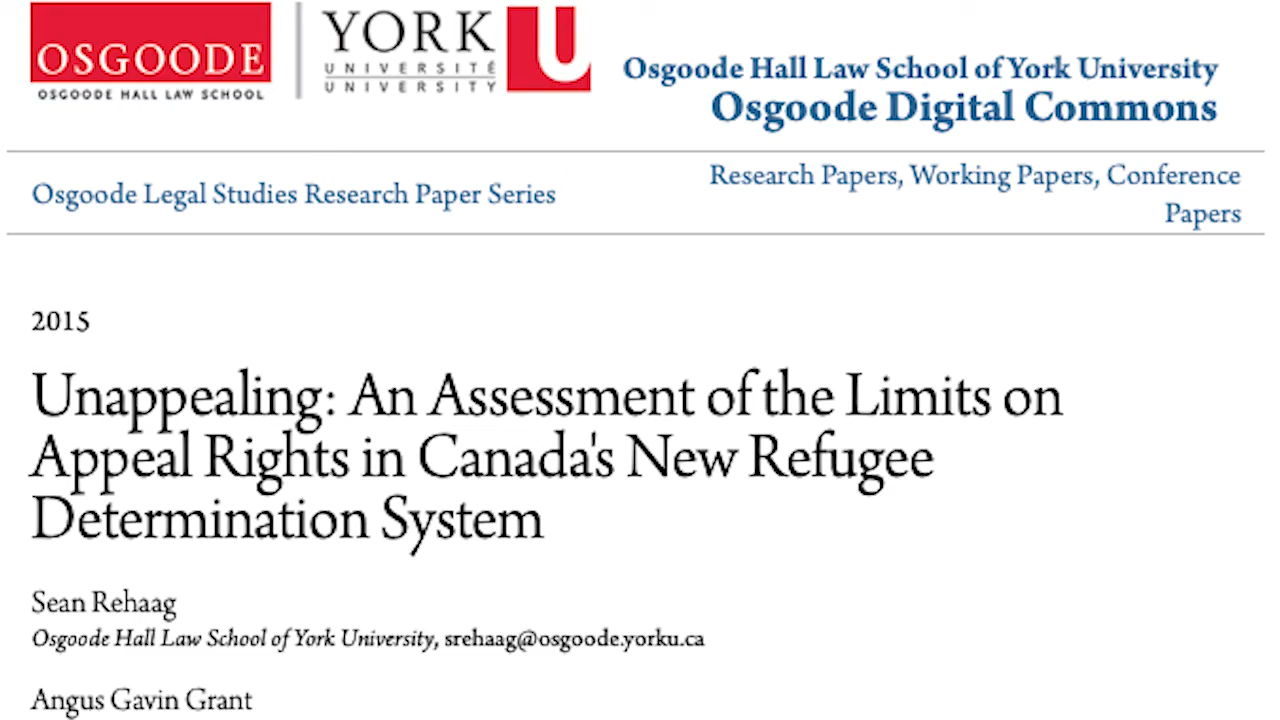 OSGOODE
OSGOODE HALL LAW SCHOOL
YORK
UNIVERSITÉ
UNIVERSITY
U
Osgoode Hall Law School of York University
Osgoode Digital Commons
Osgoode Legal Studies Research Paper Series
Research Papers, Working Papers, Conference
Papers
2015
Unappealing: An Assessment of the Limits on
Appeal Rights in Canada's New Refugee
Determination System
Sean Rehaag
Osgoode Hall Law School of York University, srehaag@osgoode.yorku.ca
Angus Gavin Grant